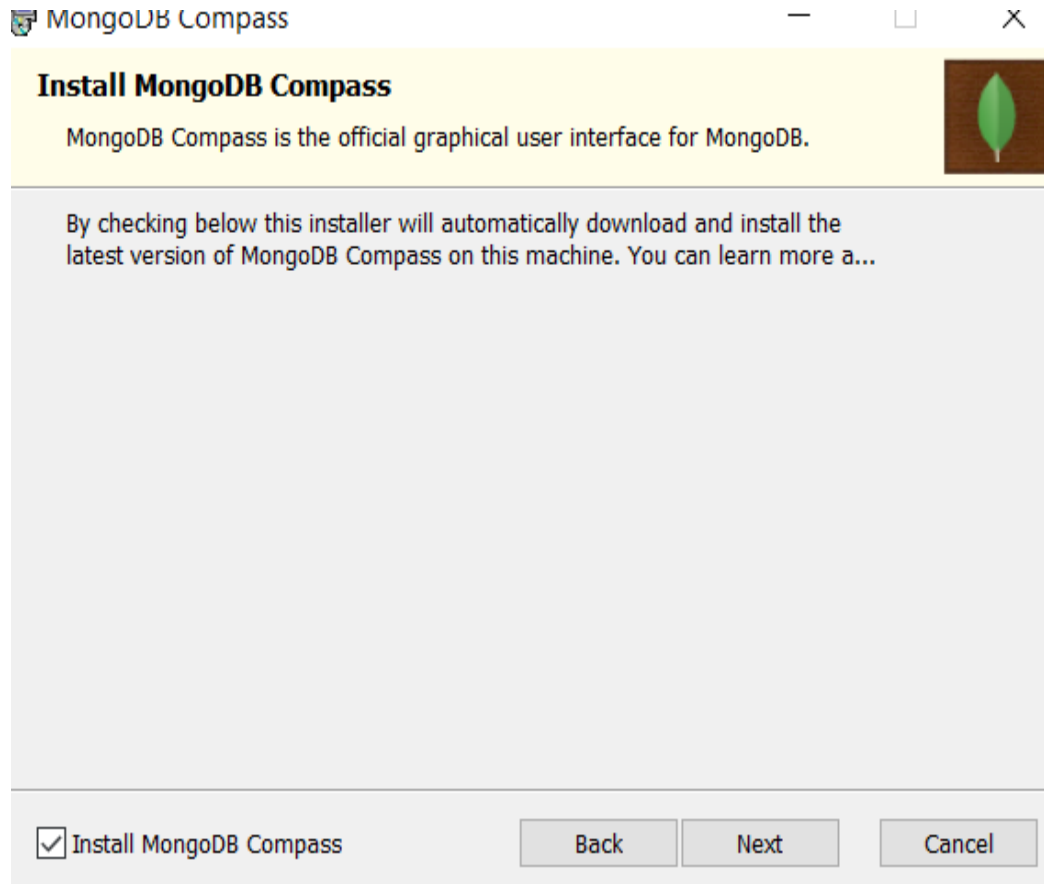 MongoDB Compass
Install MongoDB Compass
MongoDB Compass is the official graphical user interface for MongoDB.
By checking below this installer will automatically download and install the
latest version of MongoDB Compass on this machine. You can learn more a...
Install MongoDB Compass
Back
Next
Cancel